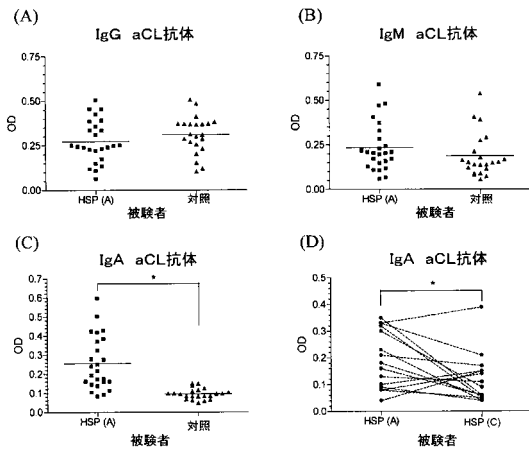 (A)
IgG aCL抗体
OD
0.75
0.50
0.25
0.00
HSP (A)
対照
被験者
(B)
IgM aCL抗体
OD
0.75
0.50
0.25
0.00
HSP (A)
対照
被験者
(C)
IgA aCL抗体
*
OD
0.7
0.6
0.5
0.4
0.3
0.2
0.1
0.0
HSP (A)
対照
被験者
(D)
IgA aCL抗体
*
OD
0.5
0.4
0.3
0.2
0.1
0.0
HSP (A)
HSP (C)
被験者